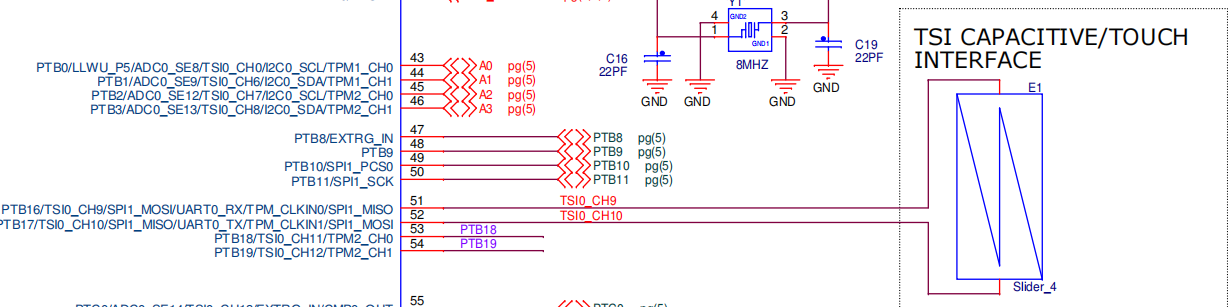 Y1
4
GND2
3
1
GND1
2
C16
22PF
8MHZ
C19
22PF
GND
GND
GND
GND
TSI CAPACITIVE/TOUCH
INTERFACE
E1
Slider_4
PTB0/LLWU_P5/ADC0_SE8/TSI0_CH0/I2C0_SCL/TPM1_CH0 43 A0 pg(5)
PTB1/ADC0_SE9/TSI0_CH6/I2C0_SDA/TPM1_CH1 44 A1 pg(5)
PTB2/ADC0_SE12/TSI0_CH7/I2C0_SCL/TPM2_CH0 45 A2 pg(5)
PTB3/ADC0_SE13/TSI0_CH8/I2C0_SDA/TPM2_CH1 46 A3 pg(5)
PTB8/EXTRG_IN 47 PTB8 pg(5)
PTB9 48 PTB9 pg(5)
PTB10/SPI1_PCS0 49 PTB10 pg(5)
PTB11/SPI1_SCK 50 PTB11 pg(5)
PTB16/TSI0_CH9/SPI1_MOSI/UART0_RX/TPM_CLKIN0/SPI1_MISO 51 TSI0_CH9
PTB17/TSI0_CH10/SPI1_MISO/UART0_TX/TPM_CLKIN1/SPI1_MOSI 52 TSI0_CH10
PTB18/TSI0_CH11/TPM2_CH0 53 PTB18
PTB19/TSI0_CH12/TPM2_CH1 54 PTB19
55